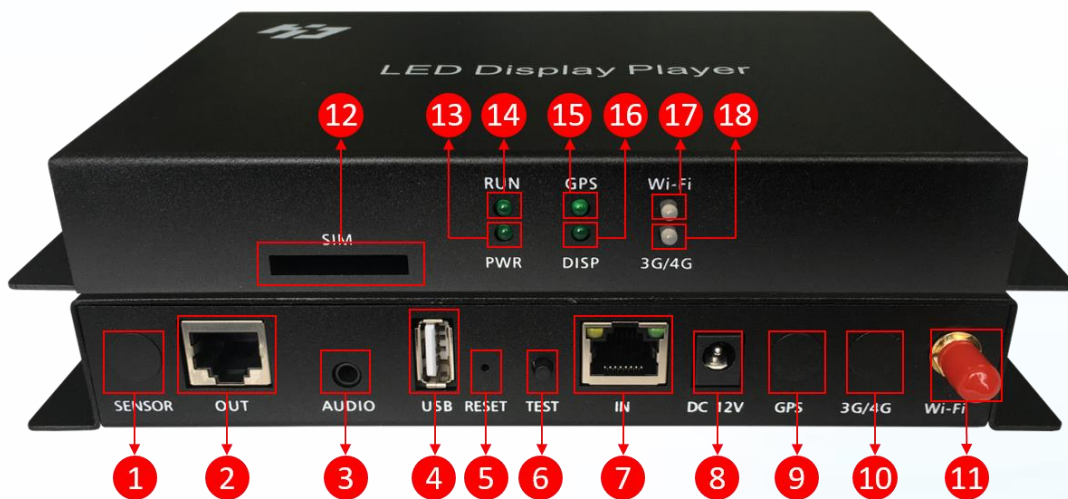 LED Display Player
12 13 14 15 16 17 18
RUN GPS Wi-Fi
SIM
PWR DISP 3G/4G
SENSOR OUT AUDIO USB RESET TEST IN DC 12V GPS 3G/4G Wi-Fi
1 2 3 4 5 6 7 8 9 10 11